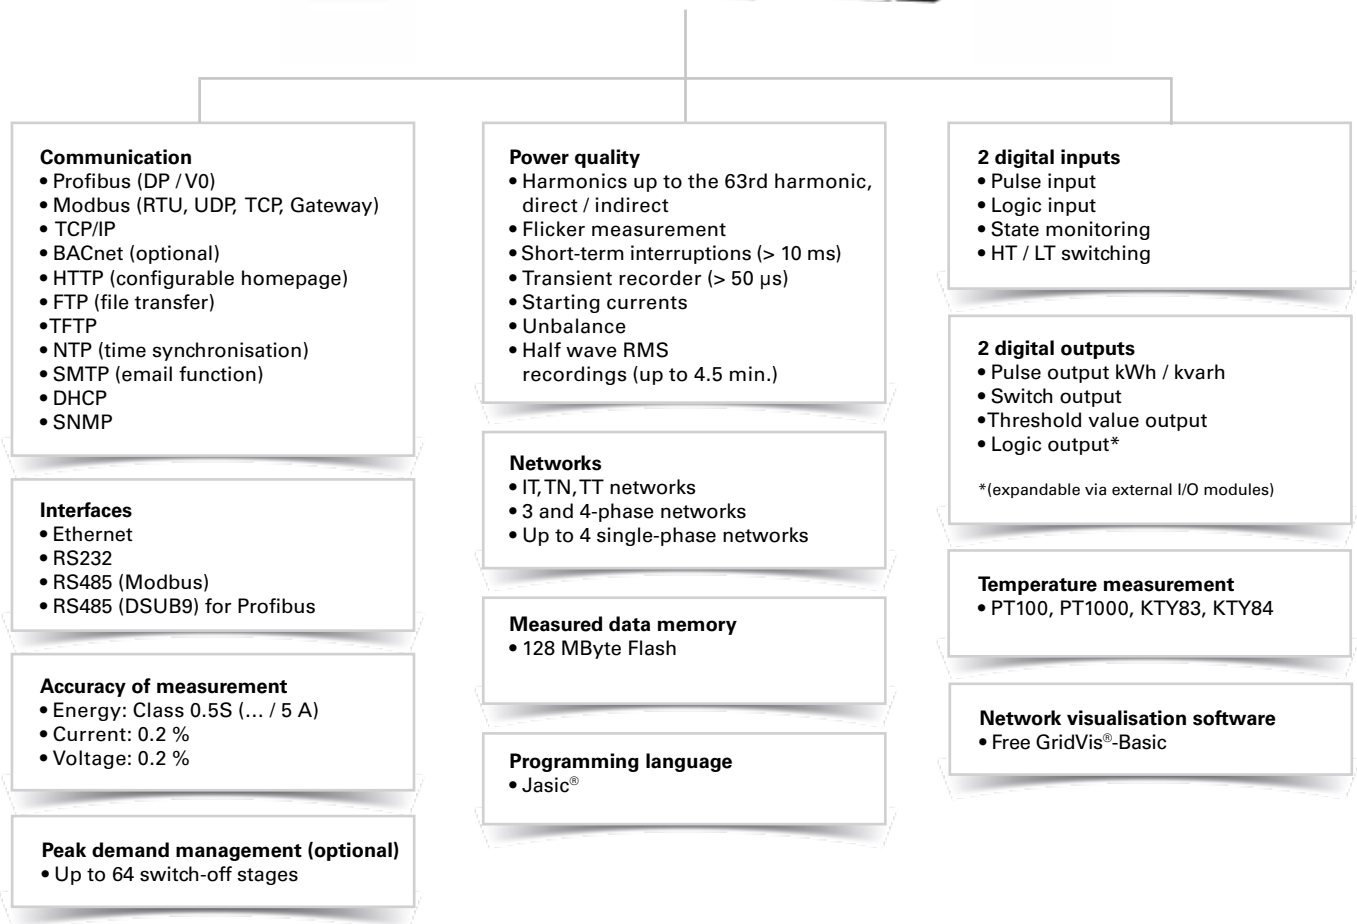 Communication
• Profibus (DP / V0)
• Modbus (RTU, UDP, TCP, Gateway)
• TCP/IP
• BACnet (optional)
• HTTP (configurable homepage)
• FTP (file transfer)
•TFTP
• NTP (time synchronisation)
• SMTP (email function)
• DHCP
• SNMP
Interfaces
• Ethernet
• RS232
• RS485 (Modbus)
• RS485 (DSUB9) for Profibus
Accuracy of measurement
• Energy: Class 0.5S (… / 5 A)
• Current: 0.2 %
• Voltage: 0.2 %
Peak demand management (optional)
• Up to 64 switch-off stages
Power quality
• Harmonics up to the 63rd harmonic,
direct / indirect
• Flicker measurement
• Short-term interruptions (> 10 ms)
• Transient recorder (> 50 µs)
• Starting currents
• Unbalance
• Half wave RMS
recordings (up to 4.5 min.)
Networks
• IT, TN, TT networks
• 3 and 4-phase networks
• Up to 4 single-phase networks
Measured data memory
• 128 MByte Flash
Programming language
• Jasic®
2 digital inputs
• Pulse input
• Logic input
• State monitoring
• HT / LT switching
2 digital outputs
• Pulse output kWh / kvarh
• Switch output
•Threshold value output
• Logic output*
*(expandable via external I/O modules)
Temperature measurement
• PT100, PT1000, KTY83, KTY84
Network visualisation software
• Free GridVis®-Basic